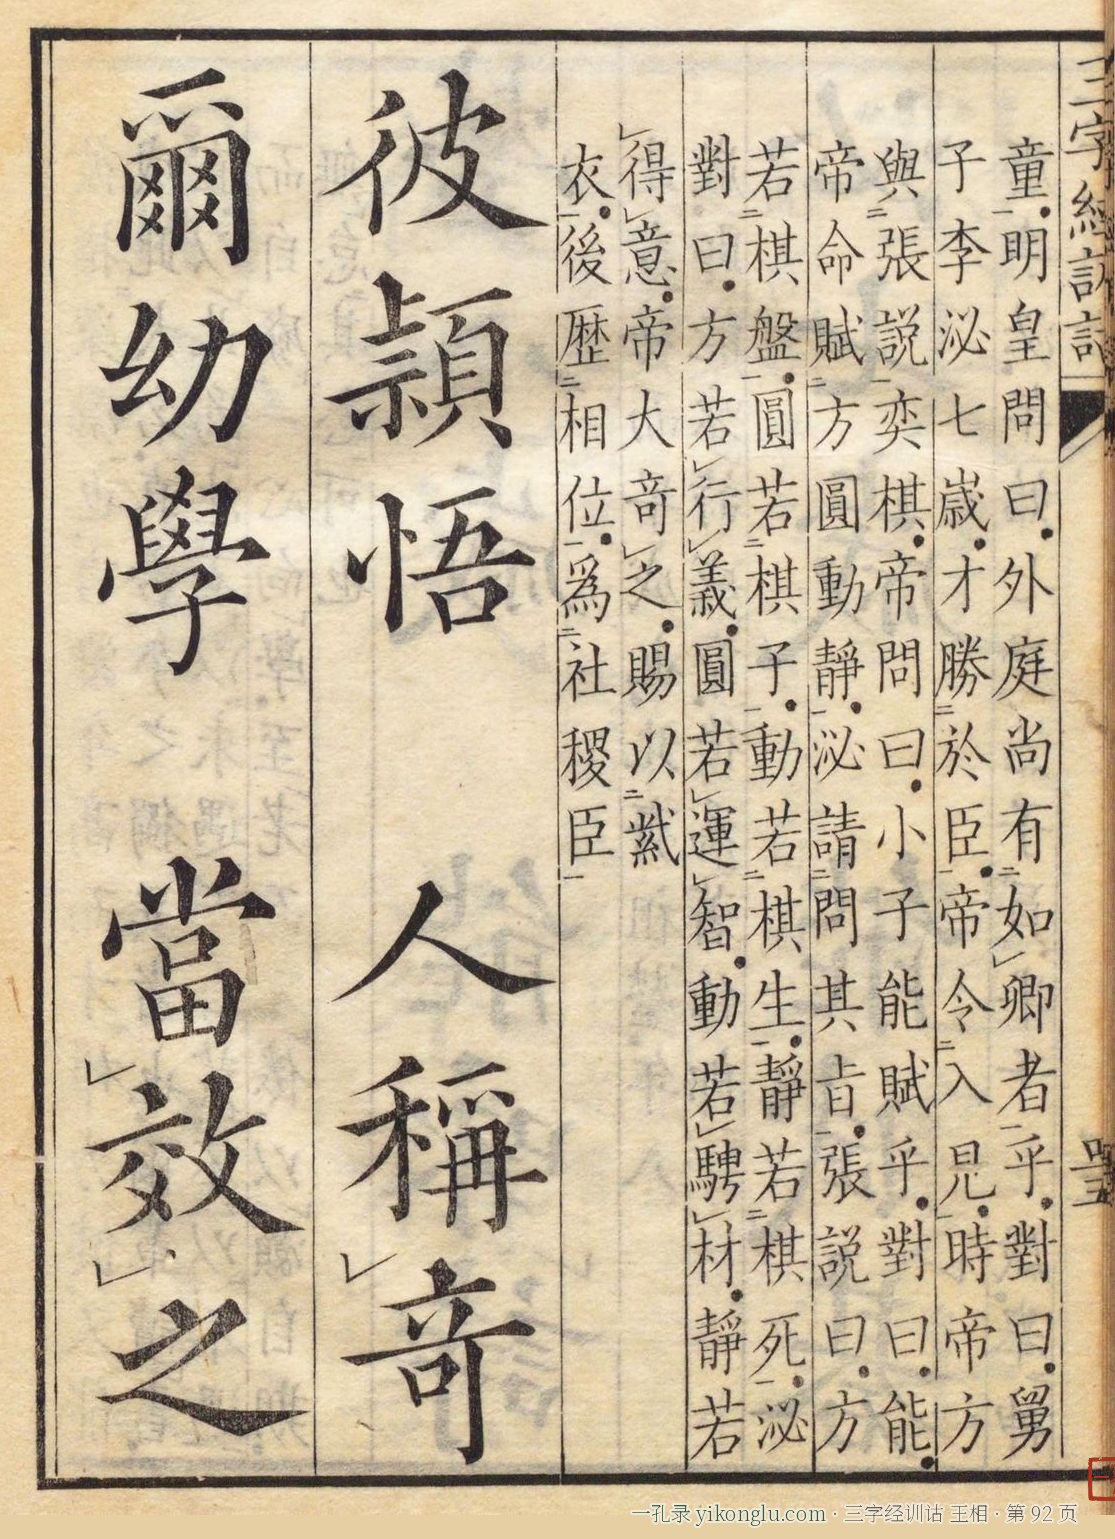 三字經訓詁
童明皇問曰外庭尚有如卿者乎對曰舅
子李泌七歲才勝於臣帝令入見時帝方
與張説奕棋帝問曰小子能賦乎對曰能
帝命賦方圓動靜泌請問其旨張説曰方
若棋盤圓若棋子動若棋生靜若棋死泌
對曰方若行義圓若運智動若騁材靜若
得意帝大奇之賜以紫
衣後歴相位爲社稷臣
彼穎悟 人稱奇
爾幼學 當效之
一孔录 yikonglu.com · 三字经训诂 王相 · 第 92 页